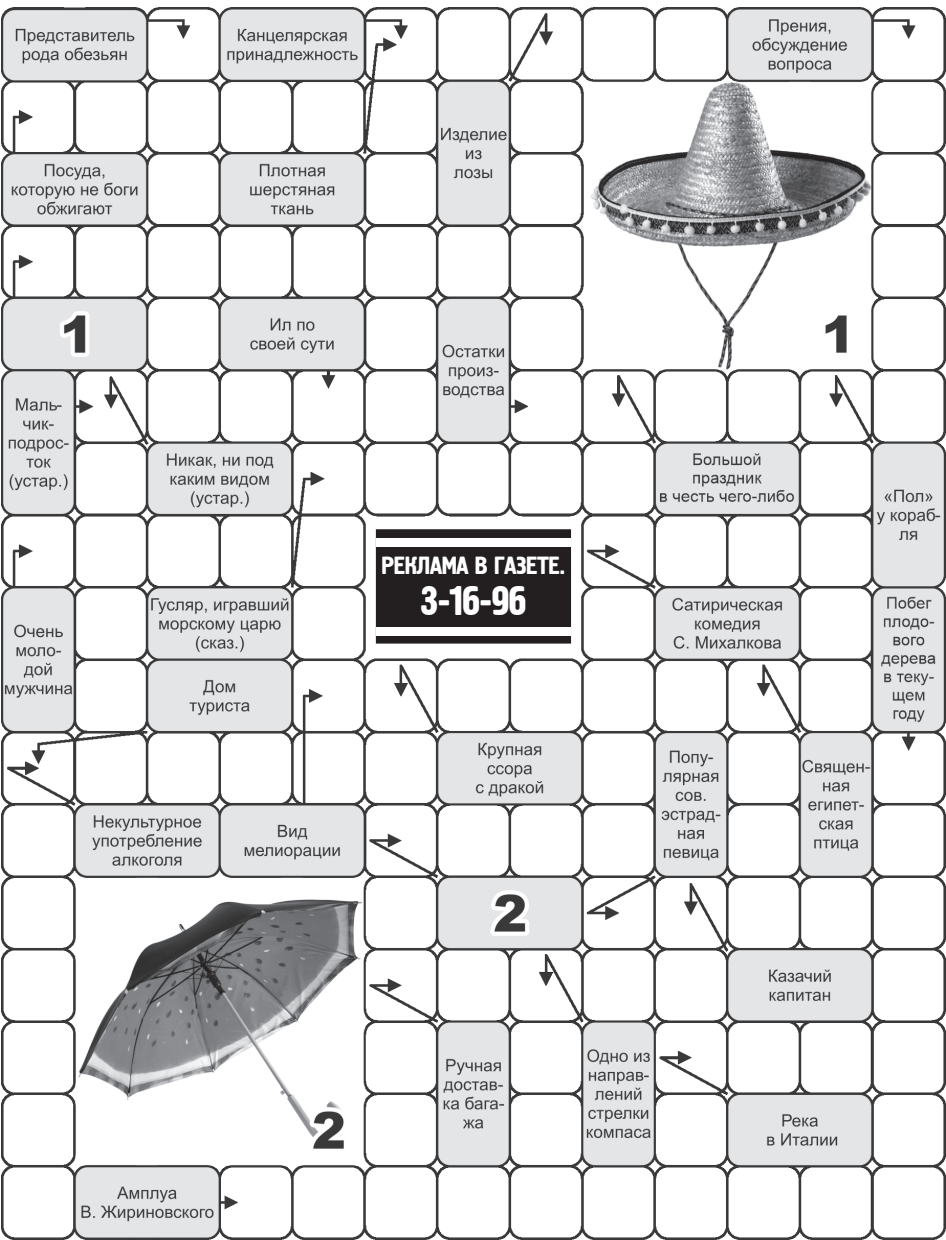 Представитель
рода обезьян
Канцелярская
принадлежность
Прения,
обсуждение
вопроса
Изделие
из
лозы
Посуда,
которую не боги
обжигают
Плотная
шерстяная
ткань
1
Ил по
своей сути
Остатки
произ-
водства
1
Маль-
чик-
подрос-
ток
(устар.)
Никак, ни под
каким видом
(устар.)
Большой
праздник
в честь чего-либо
«Пол»
у кораб-
ля
РЕКЛАМА В ГАЗЕТЕ.
3-16-96
Очень
моло-
дой
мужчина
Гусляр, игравший
морскому царю
(сказ.)
Сатирическая
комедия
С. Михалкова
Побег
плодо-
вого
дерева
в теку-
щем
году
Дом
туриста
Крупная
ссора
с дракой
Попу-
лярная
сов.
эстрад-
ная
певица
Священ-
ная
египет-
ская
птица
Некультурное
употребление
алкоголя
Вид
мелиорации
2
Казачий
капитан
Ручная
достав-
ка бага-
жа
Одно из
направ-
лений
стрелки
компаса
2
Река
в Италии
Амплуа
В. Жириновского